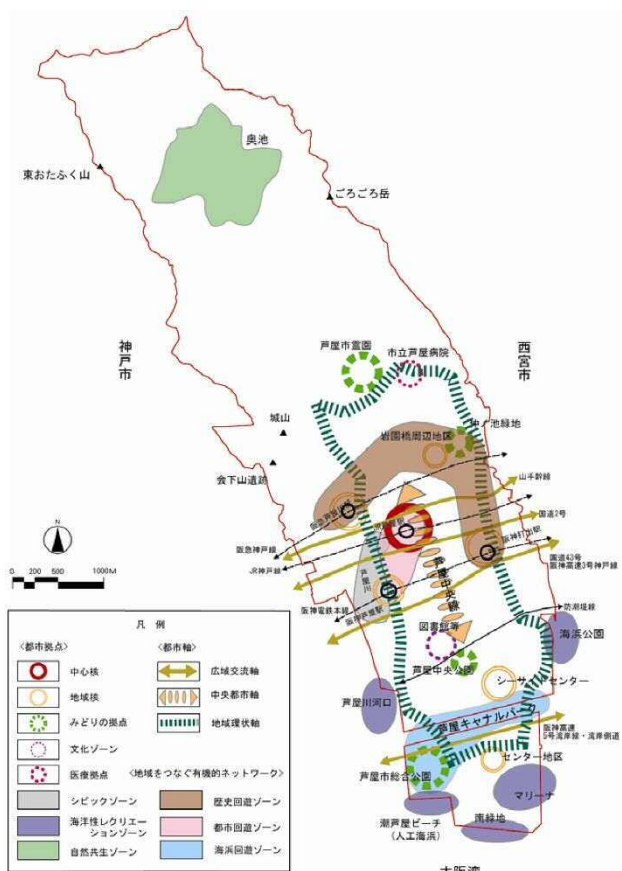 奥池
東おたふく山
ごろごろ岳
神戸市
西宮市
芦屋市霊園
市立芦屋病院
城山
岩園橋周辺地区
仲ノ池緑地
会下山遺跡
山手幹線
国道2号
阪神打出駅
阪急神戸線
JR神戸線
国道43号
阪神高速3号神戸線
芦屋川
芦屋中央線
阪神電鉄本線
阪神芦屋駅
防潮堤線
図書館等
海浜公園
芦屋中央公園
シーサイドセンター
芦屋川河口
芦屋キャナルパーク
阪神高速
5号湾岸線・湾岸側道
センター地区
芦屋市総合公園
マリーナ
潮芦屋ビーチ
(人工海浜)
南緑地
N
0 200 500 1000M
凡 例
<都市拠点>
中心核
地域核
みどりの拠点
文化ゾーン
医療拠点
シビックゾーン
海洋性レクリエー
ションゾーン
自然共生ゾーン
<都市軸>
広域交流軸
中央都市軸
地域環状軸
<地域をつなぐ有機的ネットワーク>
歴史回遊ゾーン
都市回遊ゾーン
海浜回遊ゾーン